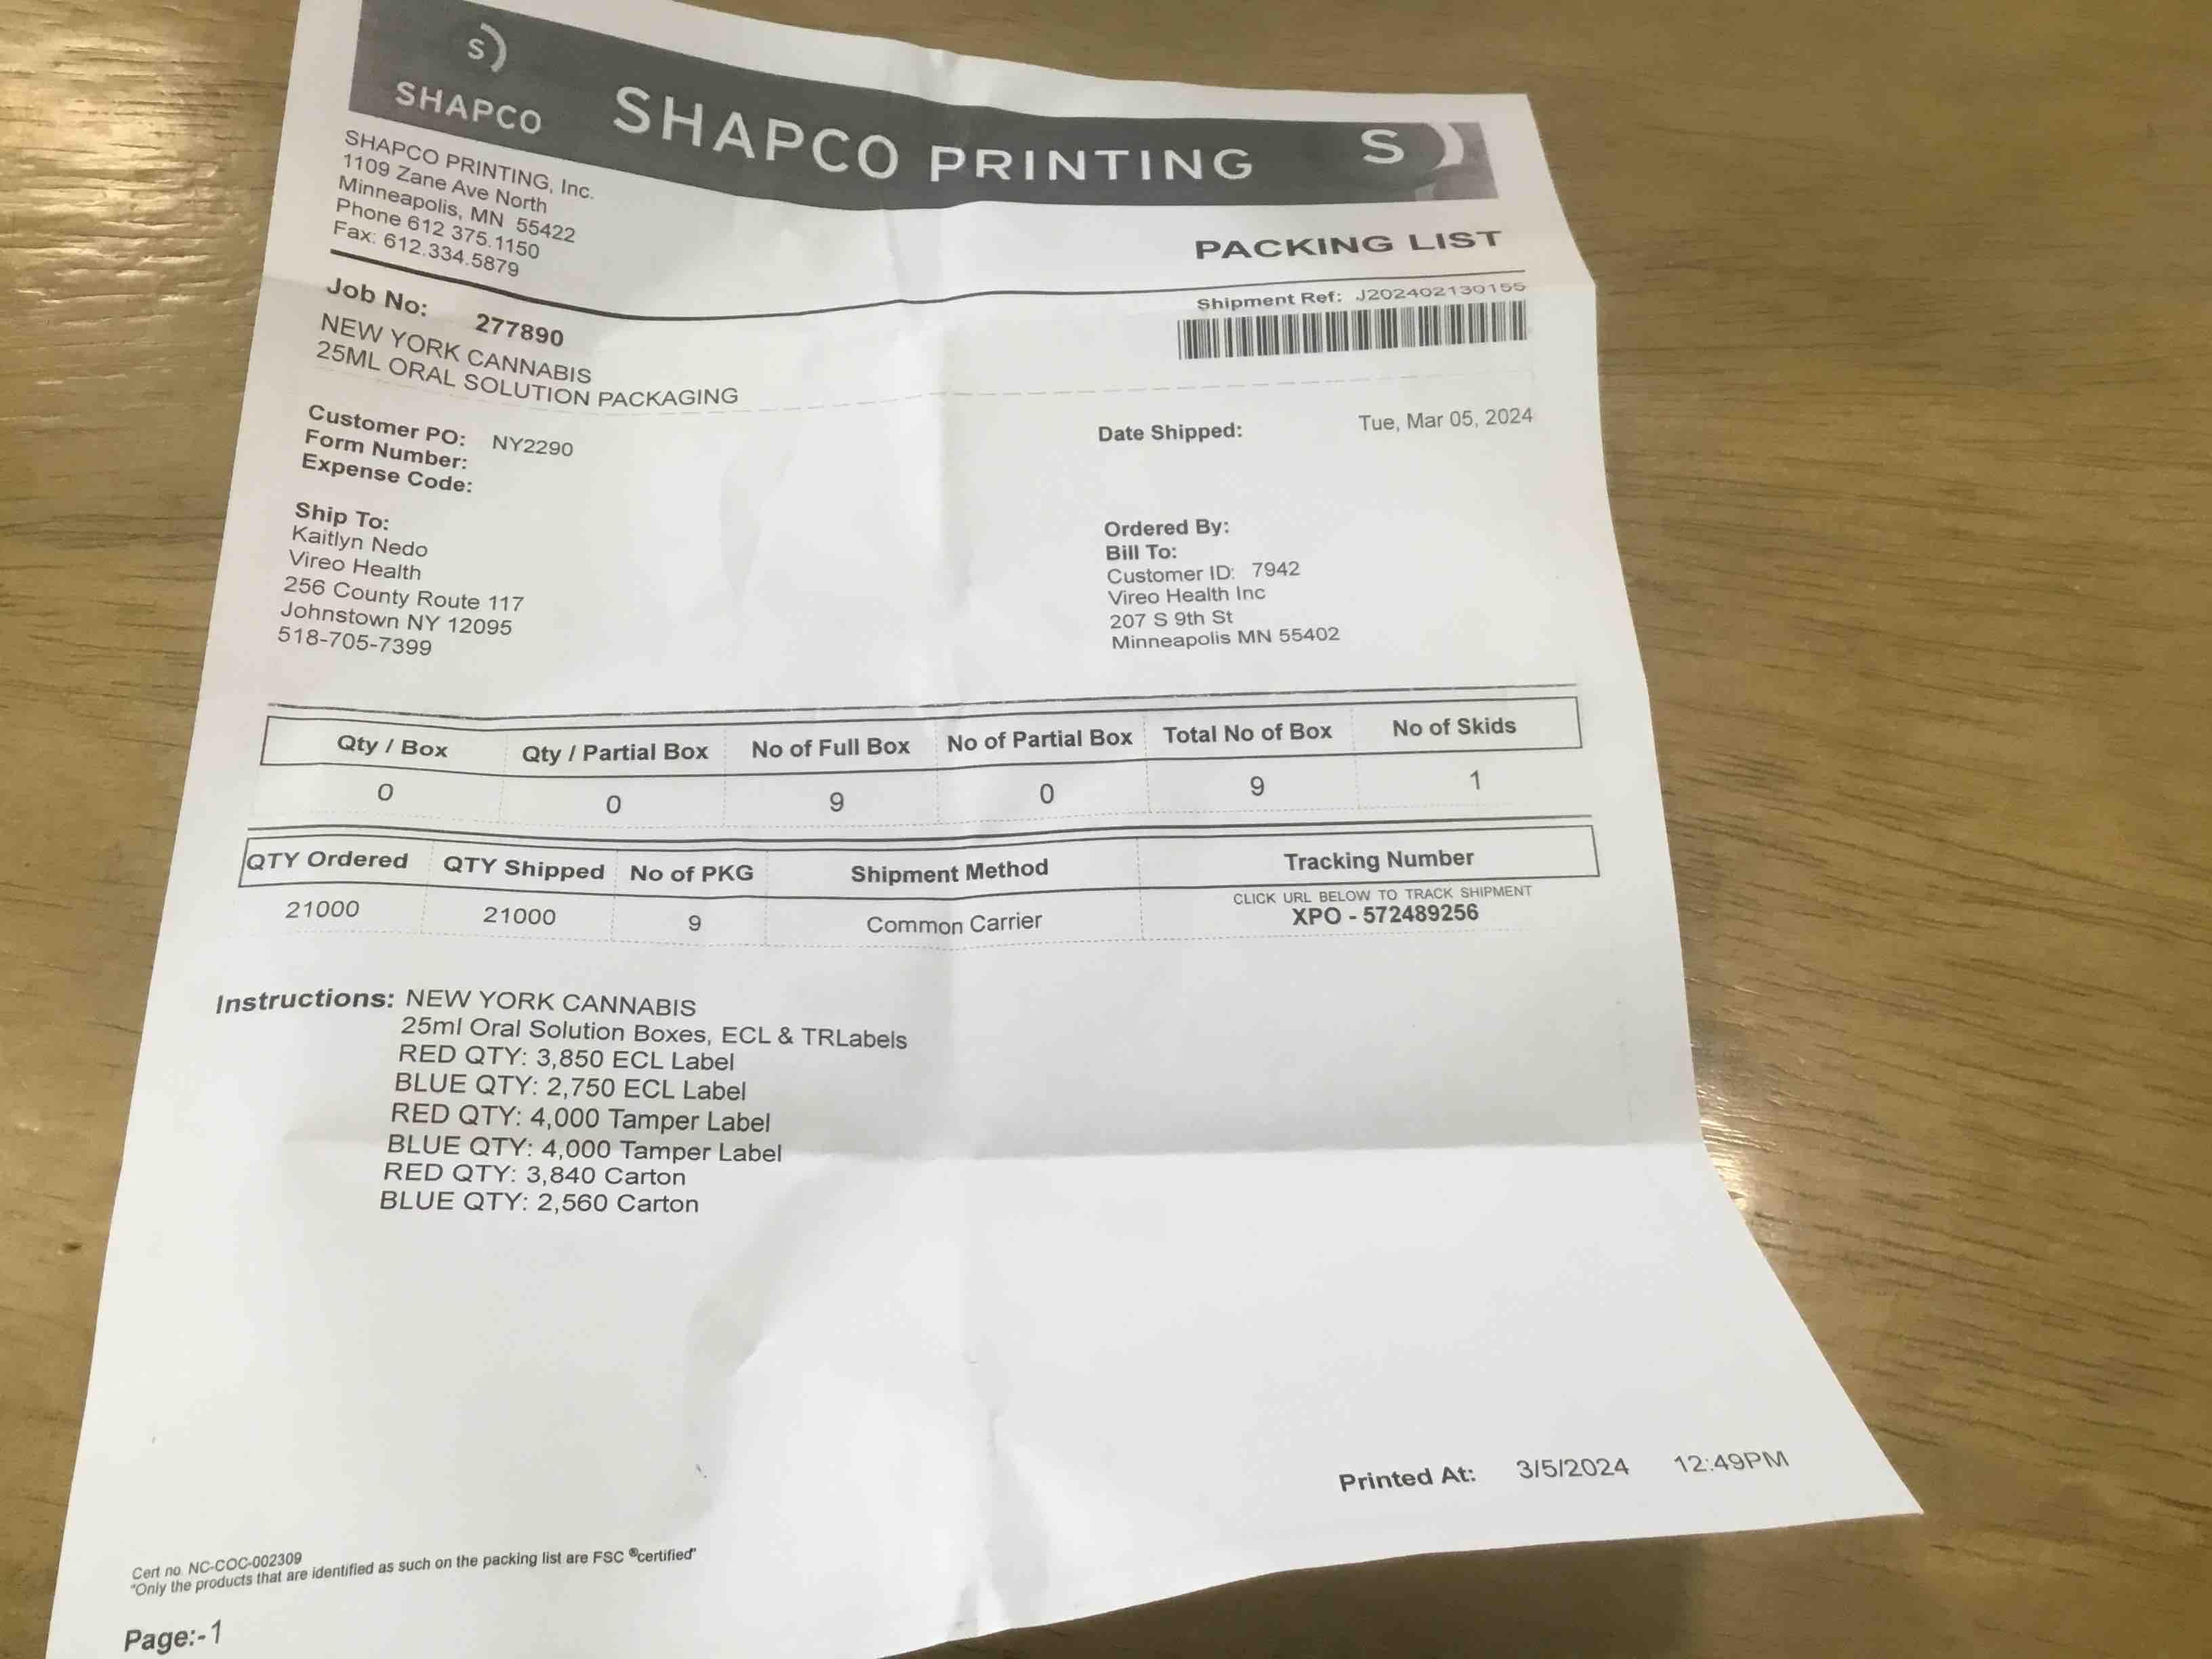 S)
SHAPCO
SHAPCO PRINTING
S)
SHAPCO PRINTING, Inc.
1109 Zane Ave North
Minneapolis, MN 55422
Phone 612 375.1150
Fax: 612.334.5879
PACKING LIST
Shipment Ref: J202402130155
Job No: 277890
NEW YORK CANNABIS
25ML ORAL SOLUTION PACKAGING
Customer PO: NY2290
Form Number:
Expense Code:
Date Shipped: Tue, Mar 05, 2024
Ship To:
Kaitlyn Nedo
Vireo Health
256 County Route 117
Johnstown NY 12095
518-705-7399
Ordered By:
Bill To:
Customer ID: 7942
Vireo Health Inc
207 S 9th St
Minneapolis MN 55402
Qty / Box Qty / Partial Box No of Full Box No of Partial Box Total No of Box No of Skids
0 0 9 0 9 1
QTY Ordered QTY Shipped No of PKG Shipment Method Tracking Number
CLICK URL BELOW TO TRACK SHIPMENT
21000 21000 9 Common Carrier XPO - 572489256
Instructions: NEW YORK CANNABIS
25ml Oral Solution Boxes, ECL & TRLabels
RED QTY: 3,850 ECL Label
BLUE QTY: 2,750 ECL Label
RED QTY: 4,000 Tamper Label
BLUE QTY: 4,000 Tamper Label
RED QTY: 3,840 Carton
BLUE QTY: 2,560 Carton
Printed At: 3/5/2024 12:49PM
Cert no. NC-COC-002309
"Only the products that are identified as such on the packing list are FSC ®certified"
Page:-1